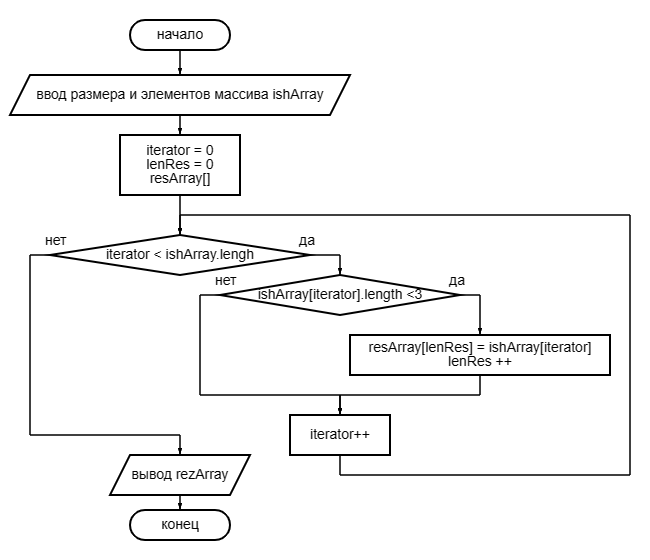 начало
ввод размера и элементов массива ishArray
iterator = 0
lenRes = 0
resArray[]
нет
да
iterator < ishArray.lengh
нет
да
ishArray[iterator].length <3
resArray[lenRes] = ishArray[iterator]
lenRes ++
iterator++
вывод rezArray
конец